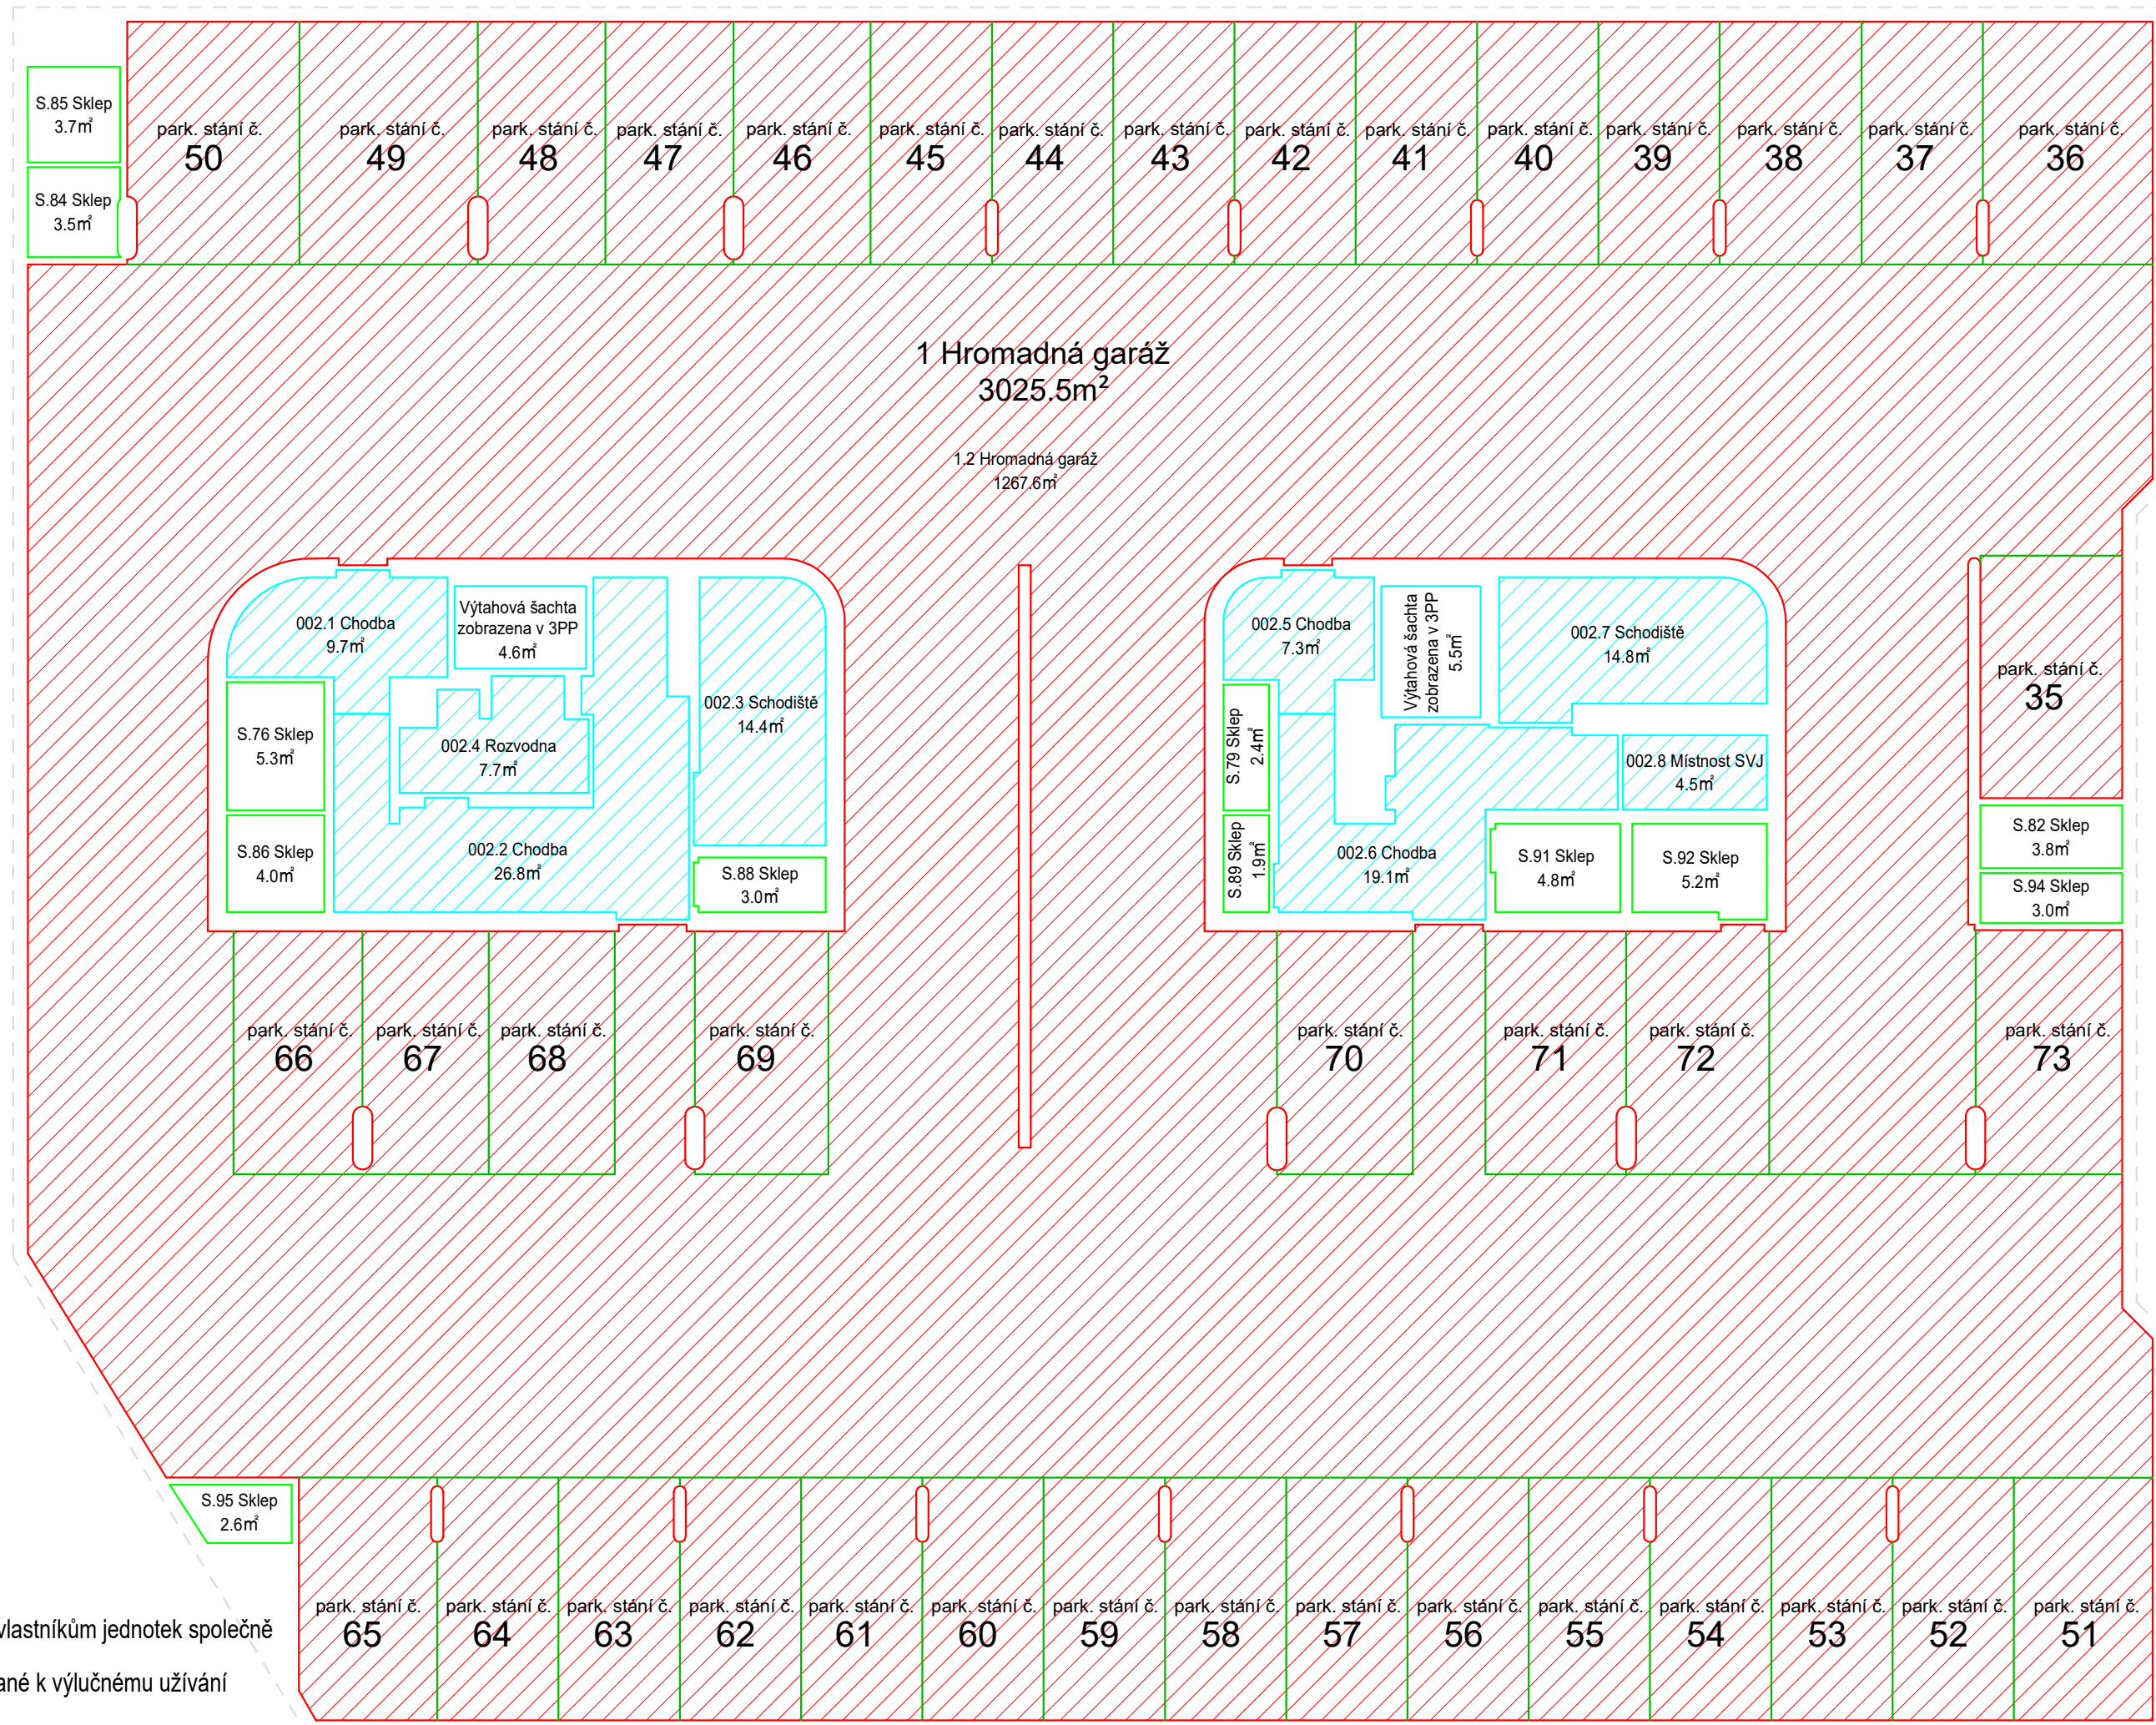 S.85 Sklep
3.7㎡
S.84 Sklep
3.5㎡
park. stání č.
50
park. stání č.
49
park. stání č.
48
park. stání č.
47
park. stání č.
46
park. stání č.
45
park. stání č.
44
park. stání č.
43
park. stání č.
42
park. stání č.
41
park. stání č.
40
park. stání č.
39
park. stání č.
38
park. stání č.
37
park. stání č.
36
1 Hromadná garáž
3025.5m²
1.2 Hromadná garáž
1267.6㎡
002.1 Chodba
9.7㎡
Výtahová šachta
zobrazena v 3PP
4.6㎡
002.3 Schodiště
14.4㎡
S.76 Sklep
5.3㎡
002.4 Rozvodna
7.7㎡
S.86 Sklep
4.0㎡
002.2 Chodba
26.8㎡
S.88 Sklep
3.0㎡
002.5 Chodba
7.3㎡
Výtahová šachta
zobrazena v 3PP
5.5㎡
002.7 Schodiště
14.8㎡
S.79 Sklep
2.4㎡
002.8 Místnost SVJ
4.5㎡
S.89 Sklep
1.9㎡
002.6 Chodba
19.1㎡
S.91 Sklep
4.8㎡
S.92 Sklep
5.2㎡
park. stání č.
35
S.82 Sklep
3.8㎡
S.94 Sklep
3.0㎡
park. stání č.
66
park. stání č.
67
park. stání č.
68
park. stání č.
69
park. stání č.
70
park. stání č.
71
park. stání č.
72
park. stání č.
73
S.95 Sklep
2.6㎡
park. stání č.
65
park. stání č.
64
park. stání č.
63
park. stání č.
62
park. stání č.
61
park. stání č.
60
park. stání č.
59
park. stání č.
58
park. stání č.
57
park. stání č.
56
park. stání č.
55
park. stání č.
54
park. stání č.
53
park. stání č.
52
park. stání č.
51
vlastníkům jednotek společně
ané k výlučnému užívání